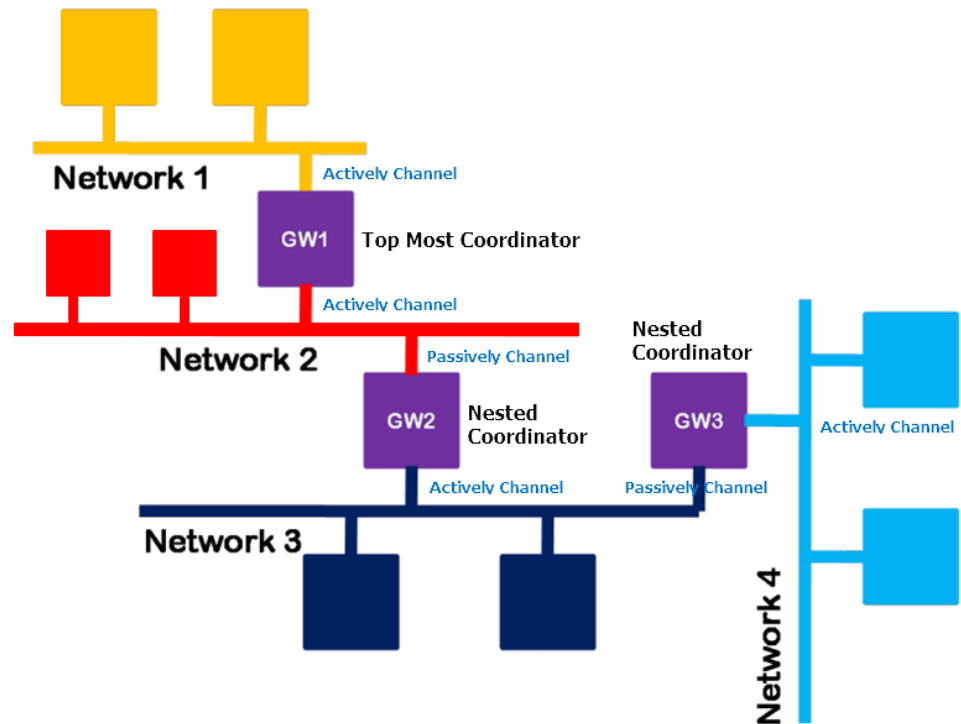 Network 1
Actively Channel
GW1
Top Most Coordinator
Actively Channel
Network 2
Passively Channel
Nested
Coordinator
GW2
Nested
Coordinator
GW3
Actively Channel
Actively Channel
Passively Channel
Network 3
Network 4